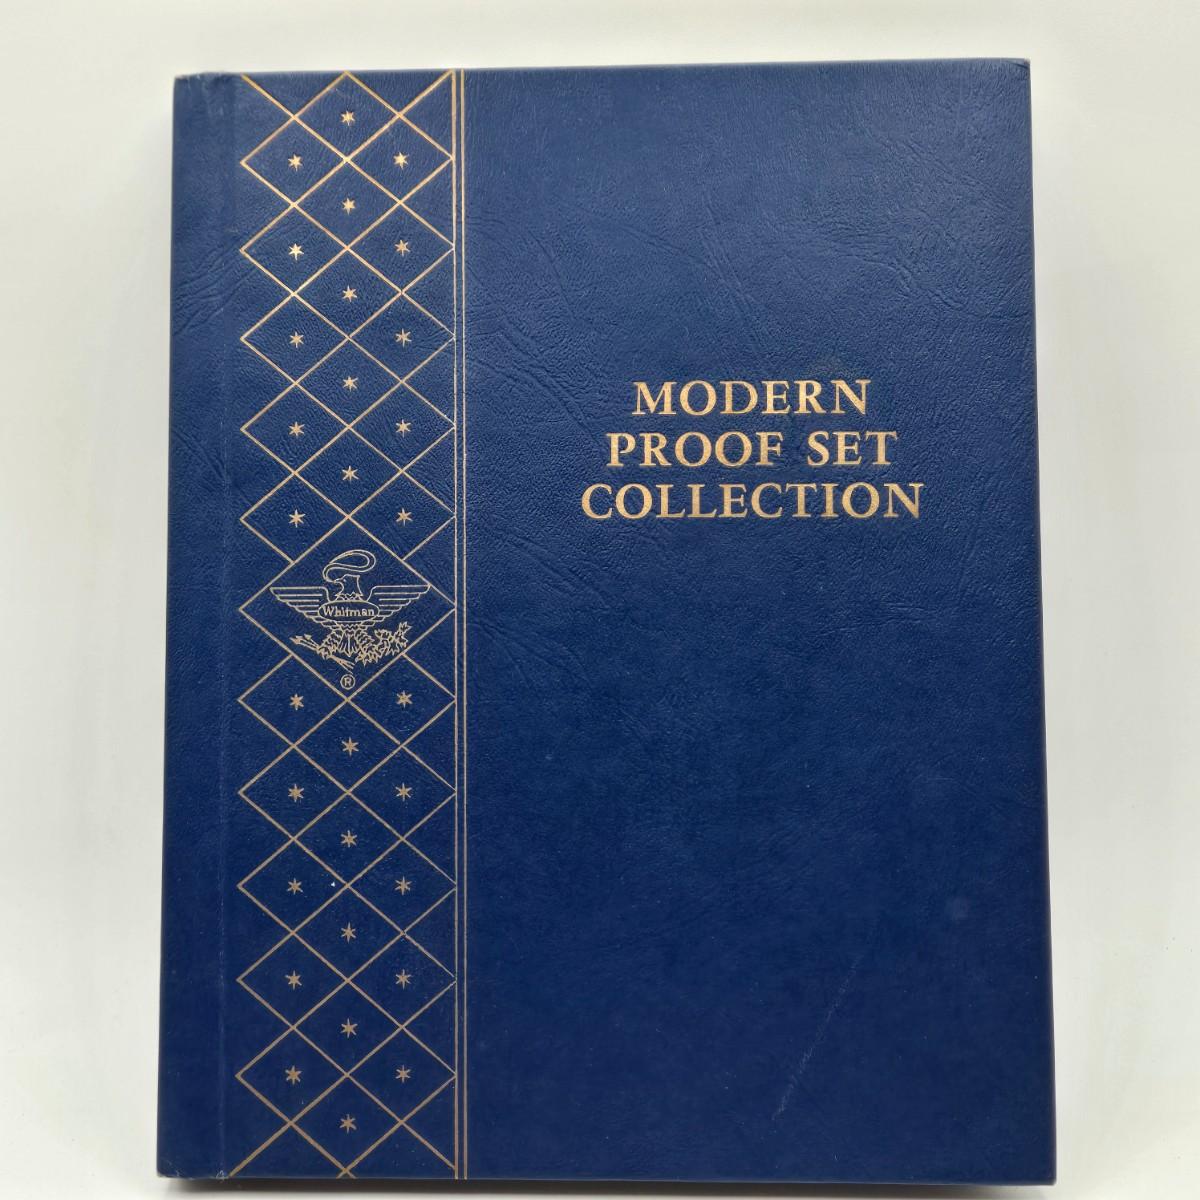 MODERN
PROOF SET
COLLECTION
Whitman
®